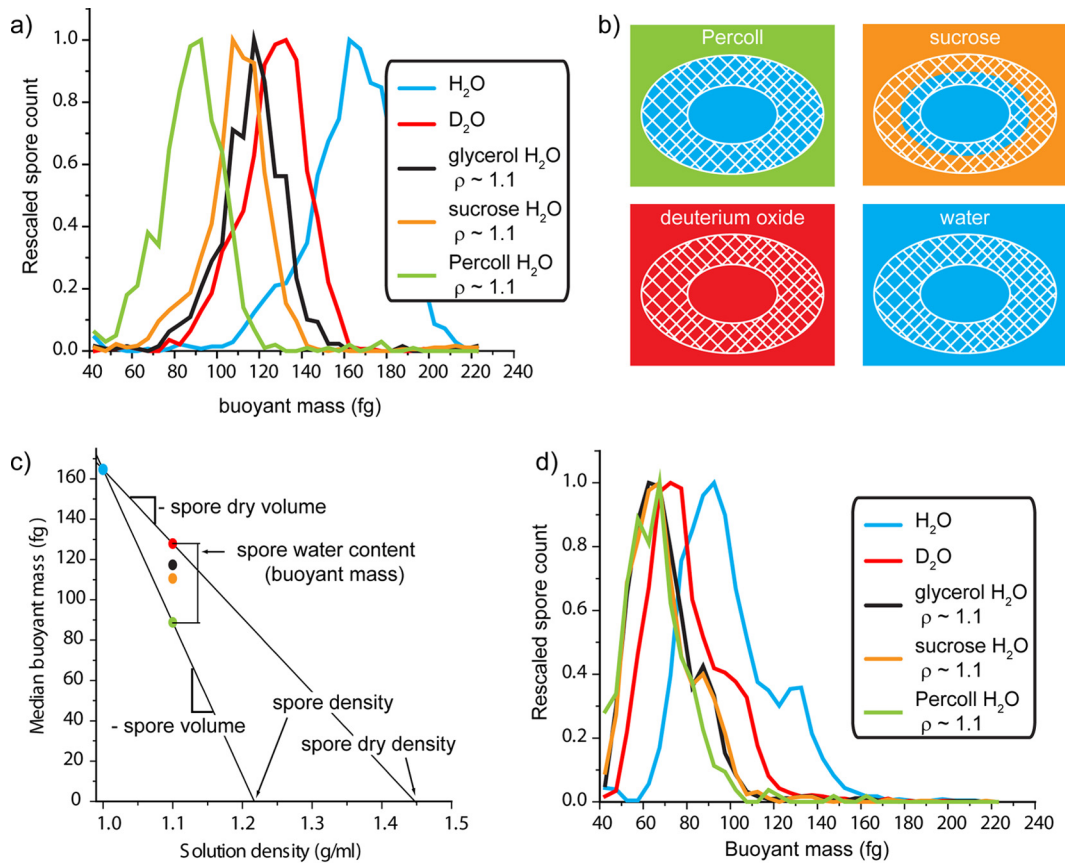 a)
Rescaled spore count
1.0
0.8
0.6
0.4
0.2
0.0
40 60 80 100 120 140 160 180 200 220 240
buoyant mass (fg)
H₂O
D₂O
glycerol H₂O
ρ ~ 1.1
sucrose H₂O
ρ ~ 1.1
Percoll H₂O
ρ ~ 1.1
b)
Percoll
sucrose
deuterium oxide
water
c)
Median buoyant mass (fg)
160
140
120
100
80
60
40
20
0
1.0 1.1 1.2 1.3 1.4 1.5
Solution density (g/ml)
- spore dry volume
spore water content
(buoyant mass)
- spore volume
spore density
spore dry density
d)
Rescaled spore count
1.0
0.8
0.6
0.4
0.2
0.0
40 60 80 100 120 140 160 180 200 220 240
Buoyant mass (fg)
H₂O
D₂O
glycerol H₂O
ρ ~ 1.1
sucrose H₂O
ρ ~ 1.1
Percoll H₂O
ρ ~ 1.1